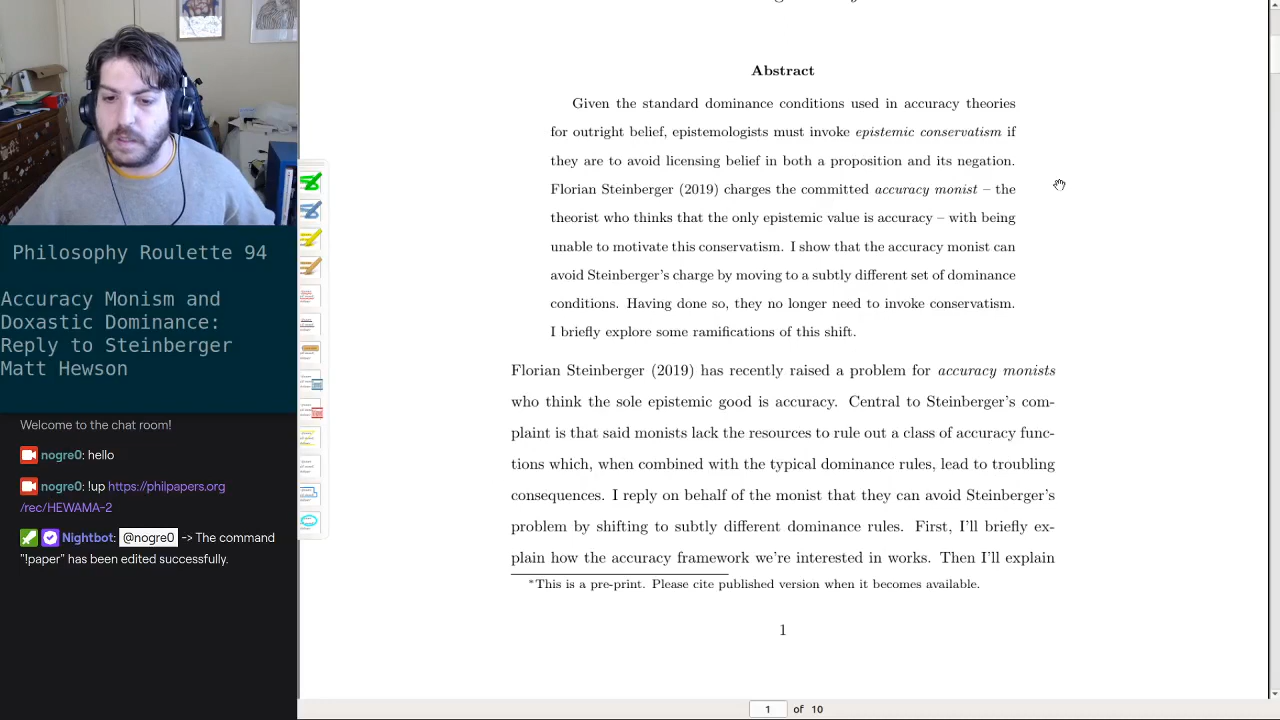 Abstract
Given the standard dominance conditions used in accuracy theories
for outright belief, epistemologists must invoke epistemic conservatism if
they are to avoid licensing belief in both a proposition and its negation.
Florian Steinberger (2019) charges the committed accuracy monist – the
theorist who thinks that the only epistemic value is accuracy – with being
unable to motivate this conservatism. I show that the accuracy monist can
avoid Steinberger's charge by moving to a subtly different set of dominance
conditions. Having done so, they no longer need to invoke conservatism.
I briefly explore some ramifications of this shift.
Florian Steinberger (2019) has recently raised a problem for accuracy monists
who think the sole epistemic good is accuracy. Central to Steinberger's com-
plaint is that said monists lack the resources to rule out a class of accuracy func-
tions which, with the typical dominance rules, lead to
consequences. I reply on behalf of the accuracy monist: they can avoid Steinberger's
problem by shifting to subtly different dominance rules. First, I'll briefly ex-
plain how the accuracy framework we're interested in works. Then I'll explain
*This is a pre-print. Please cite published version when it becomes available.
1
1 of 10
Philosophy Roulette 94
Accuracy Monism and
Doxastic Dominance:
Reply to Steinberger
Matt Hewson
Welcome to the chat room!
nogre0: hello
nogre0: !up https://philpapers.org
/rec/HEWAMA-2
Nightbot: @nogre0 -> The command
"!paper" has been edited successfully.